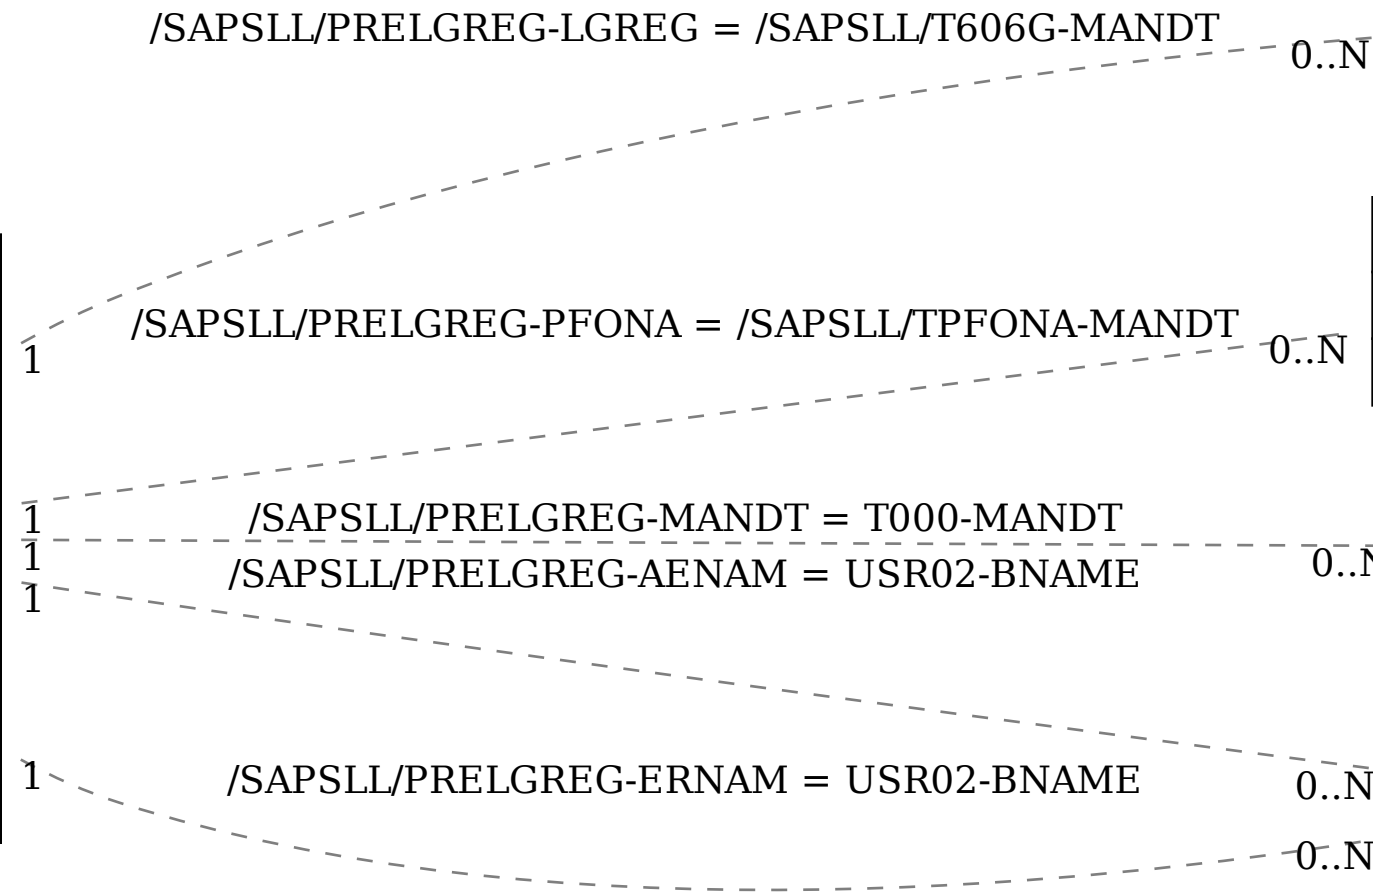 /SAPSLL/PRELGREG-LGREG = /SAPSLL/T606G-MANDT
0..N
/SAPSLL/PRELGREG-PFONA = /SAPSLL/TPFONA-MANDT
0..N
1
/SAPSLL/PRELGREG-MANDT = T000-MANDT
1
1
0..N
/SAPSLL/PRELGREG-AENAM = USR02-BNAME
1
/SAPSLL/PRELGREG-ERNAM = USR02-BNAME
1
0..N
0..N